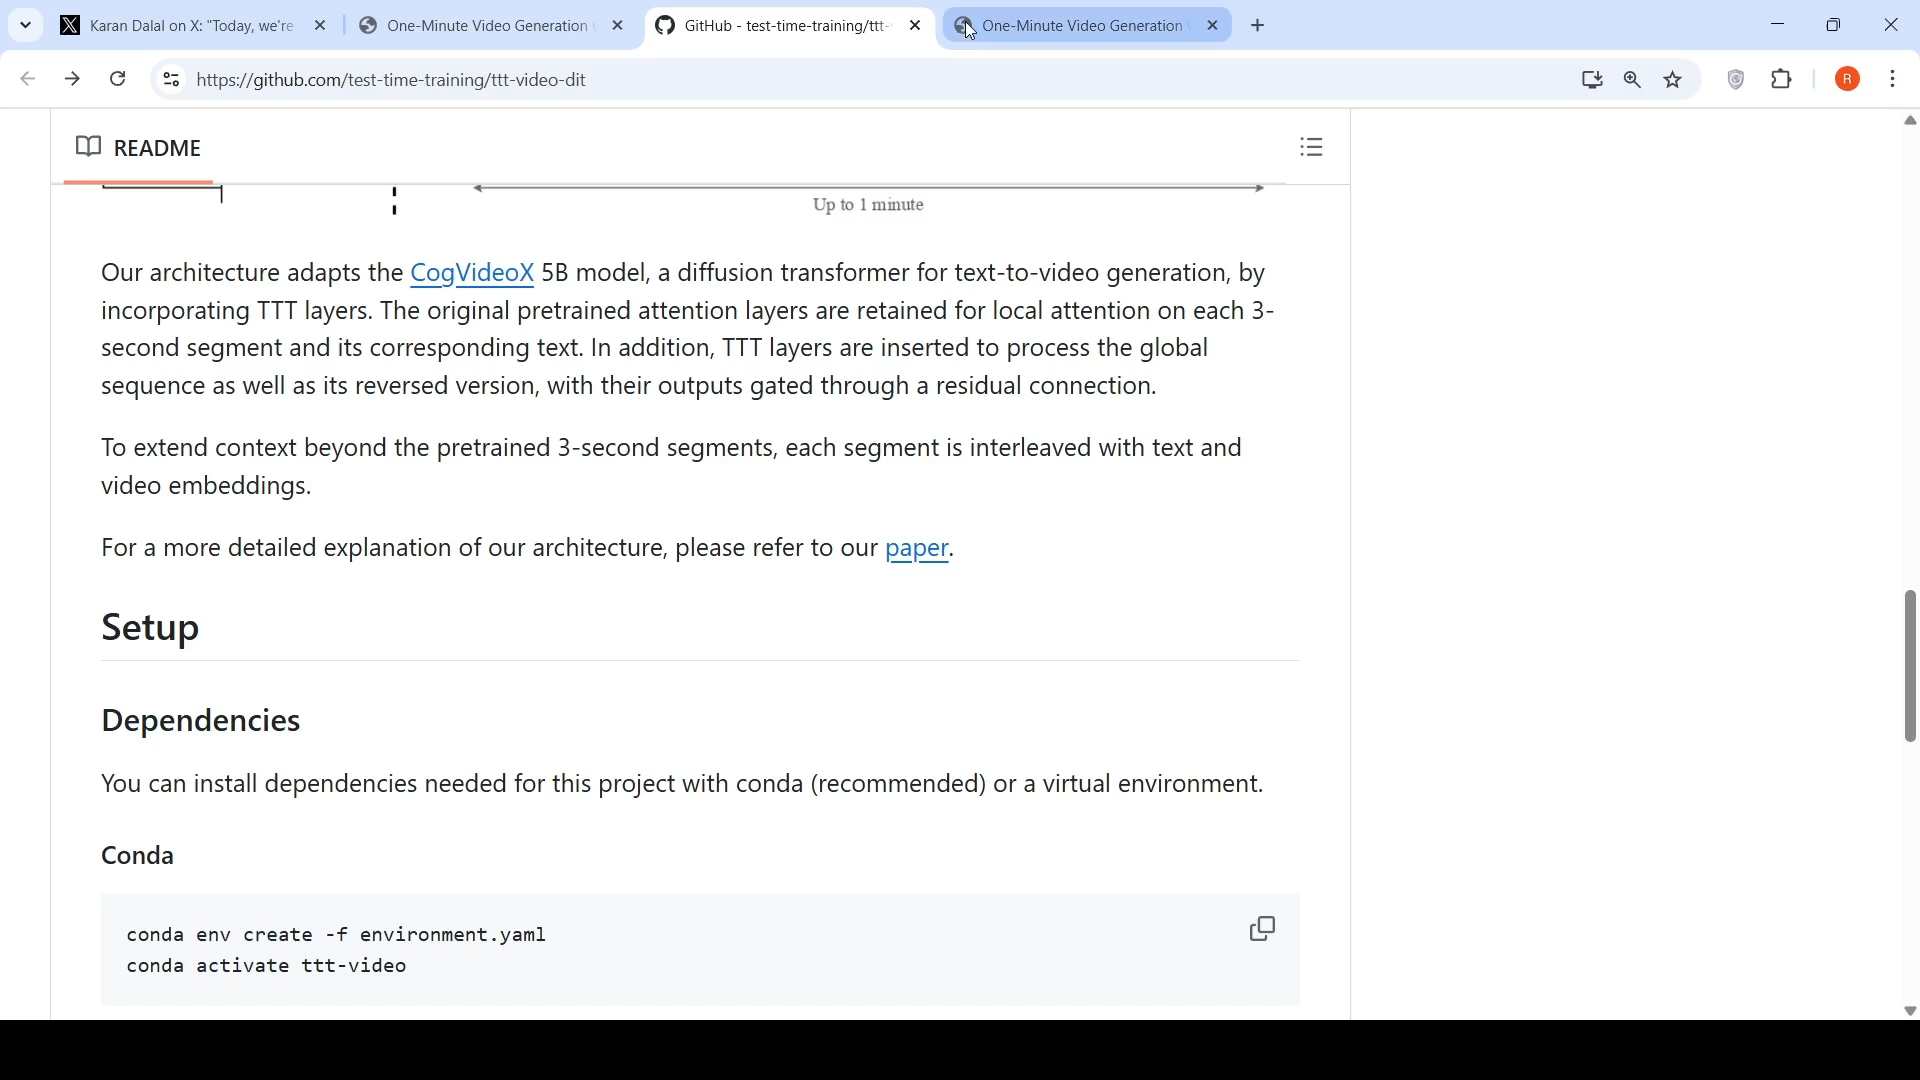 Karan Dalal on X: "Today, we're
One-Minute Video Generation
GitHub - test-time-training/ttt-
One-Minute Video Generation
https://github.com/test-time-training/ttt-video-dit
R
README
Up to 1 minute
Our architecture adapts the CogVideoX 5B model, a diffusion transformer for text-to-video generation, by
incorporating TTT layers. The original pretrained attention layers are retained for local attention on each 3-
second segment and its corresponding text. In addition, TTT layers are inserted to process the global
sequence as well as its reversed version, with their outputs gated through a residual connection.
To extend context beyond the pretrained 3-second segments, each segment is interleaved with text and
video embeddings.
For a more detailed explanation of our architecture, please refer to our paper.
Setup
Dependencies
You can install dependencies needed for this project with conda (recommended) or a virtual environment.
Conda
conda env create -f environment.yaml
conda activate ttt-video